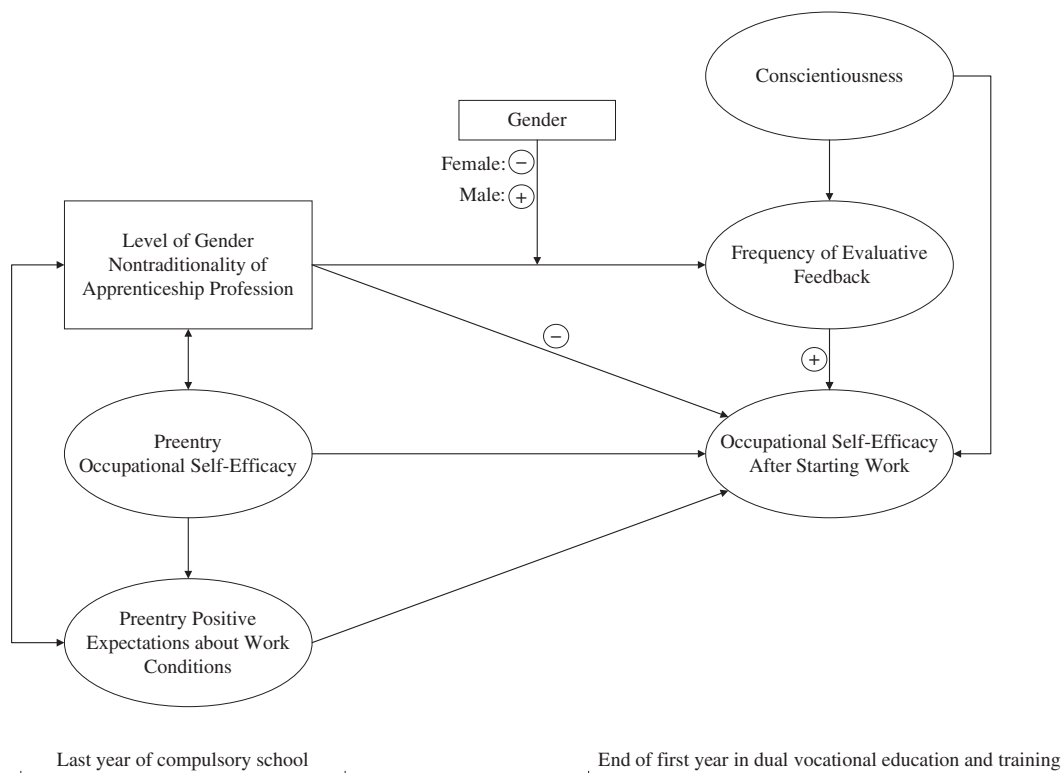 Conscientiousness
Gender
Female: −
Male: +
Level of Gender
Nontraditionality of
Apprenticeship Profession
Frequency of Evaluative
Feedback
−
+
Preentry
Occupational Self-Efficacy
Occupational Self-Efficacy
After Starting Work
Preentry Positive
Expectations about Work
Conditions
Last year of compulsory school
End of first year in dual vocational education and training